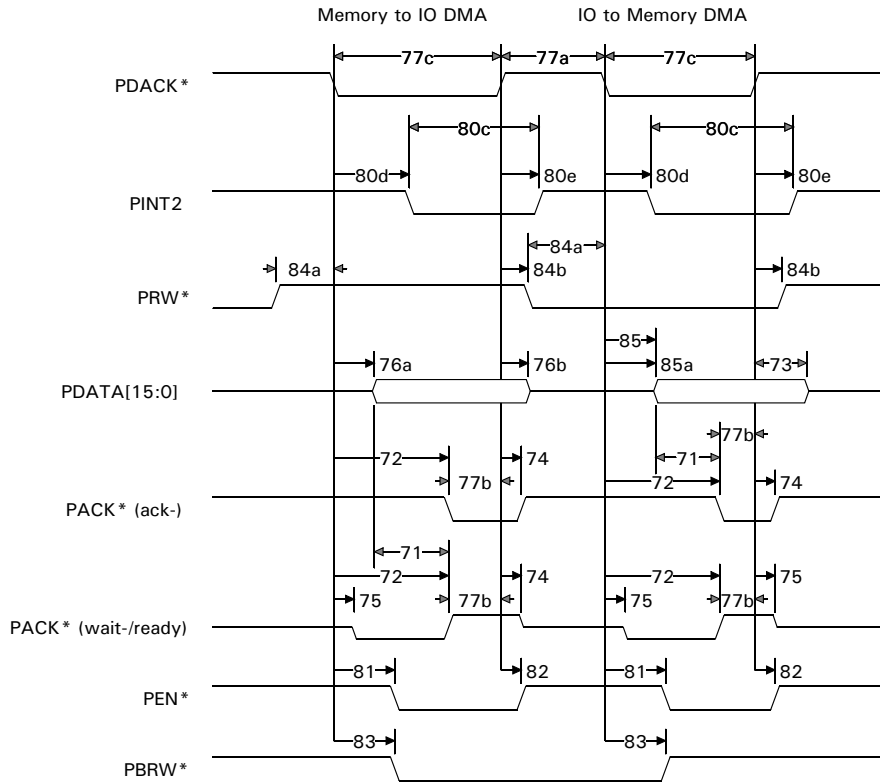 Memory to IO DMA IO to Memory DMA
77c 77a 77c
PDACK*
80c 80c
80d 80e 80d 80e
PINT2
84a
84a 84b 84b
PRW*
85
76a 76b 85a 73
PDATA[15:0]
77b
72 74 71
77b 72 74
PACK* (ack-)
71
72 74 72 75
75 77b 75 77b
PACK* (wait-/ready)
81 82 81 82
PEN*
83 83
PBRW*